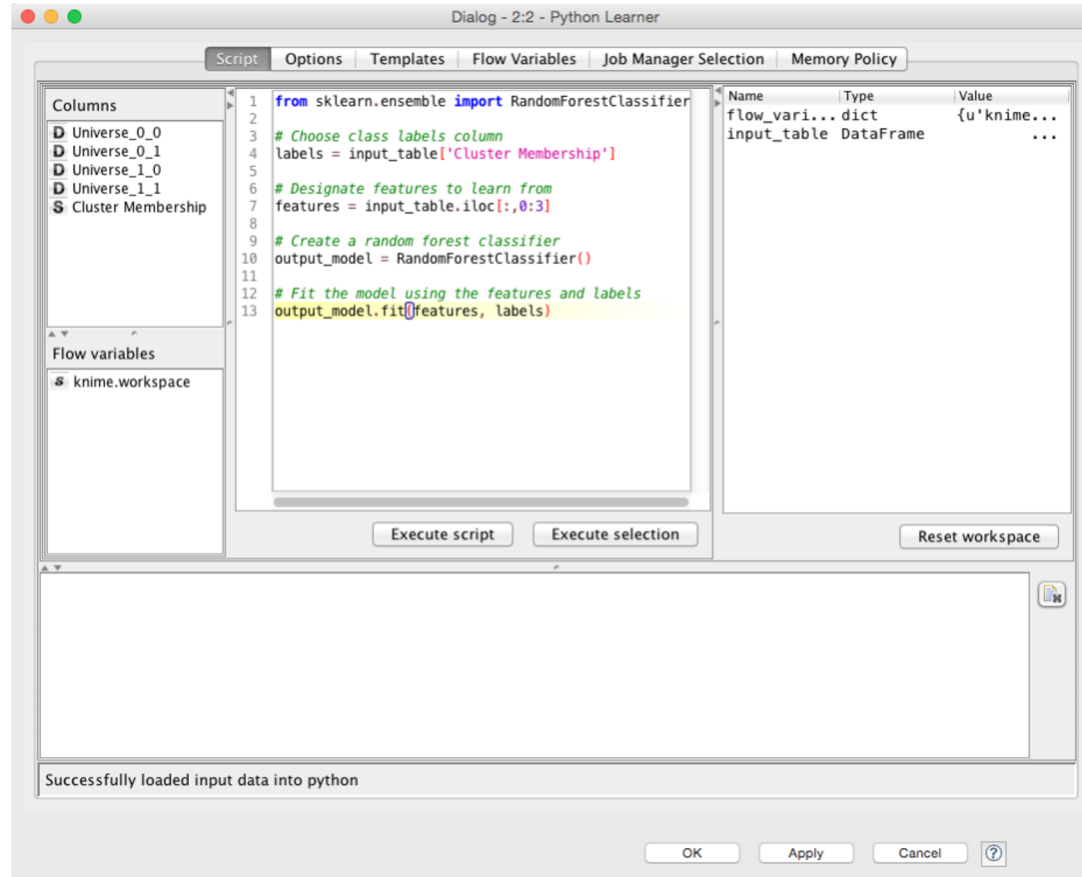 Dialog - 2:2 - Python Learner
Script Options Templates Flow Variables Job Manager Selection Memory Policy
Columns
D Universe_0_0
D Universe_0_1
D Universe_1_0
D Universe_1_1
S Cluster Membership
Flow variables
S knime.workspace
1 from sklearn.ensemble import RandomForestClassifier
2
3 # Choose class labels column
4 labels = input_table['Cluster Membership']
5
6 # Designate features to learn from
7 features = input_table.iloc[:,0:3]
8
9 # Create a random forest classifier
10 output_model = RandomForestClassifier()
11
12 # Fit the model using the features and labels
13 output_model.fit(features, labels)
Execute script Execute selection
Name Type Value
flow_vari... dict {u'knime...
input_table DataFrame ...
Reset workspace
Successfully loaded input data into python
OK Apply Cancel ?